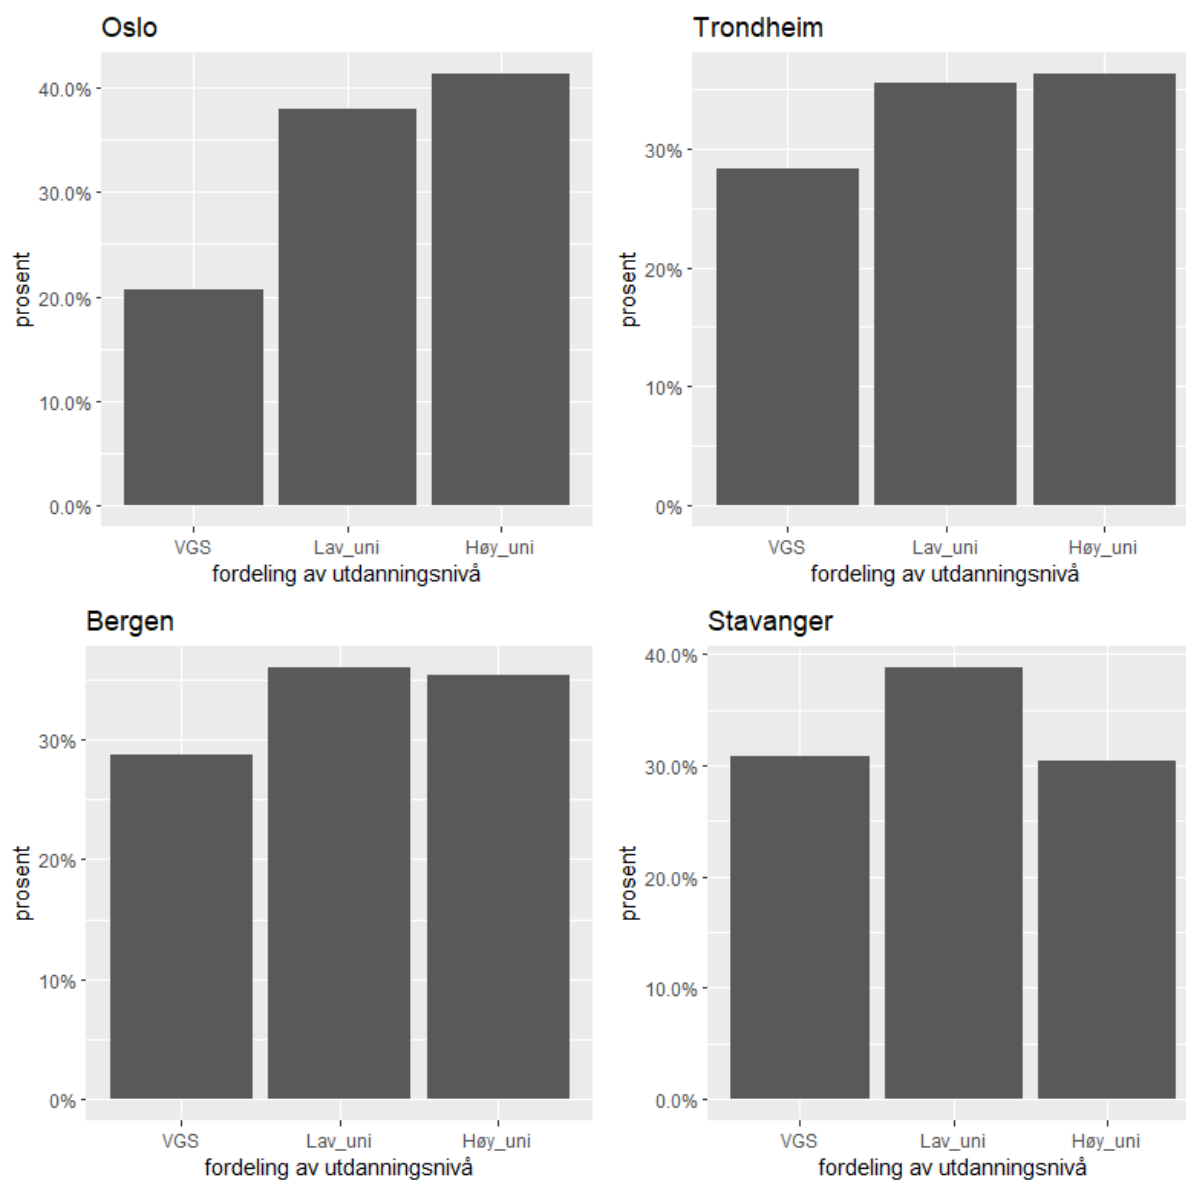 Oslo
prosent
40.0%
30.0%
20.0%
10.0%
0.0%
VGS Lav_uni Høy_uni
fordeling av utdanningsnivå
Trondheim
prosent
30%
20%
10%
0%
VGS Lav_uni Høy_uni
fordeling av utdanningsnivå
Bergen
prosent
30%
20%
10%
0%
VGS Lav_uni Høy_uni
fordeling av utdanningsnivå
Stavanger
prosent
40.0%
30.0%
20.0%
10.0%
0.0%
VGS Lav_uni Høy_uni
fordeling av utdanningsnivå